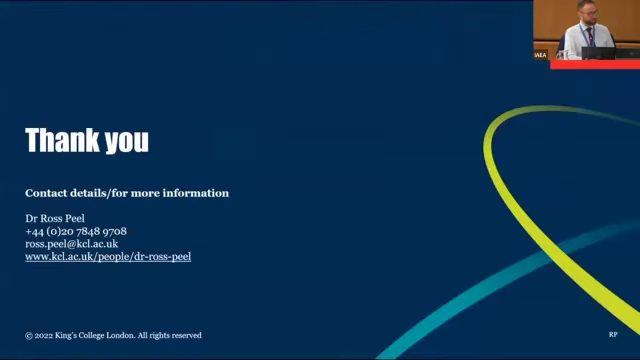 IAEA
Thank you
Contact details/for more information
Dr Ross Peel
+44 (0)20 7848 9708
ross.peel@kcl.ac.uk
www.kcl.ac.uk/people/dr-ross-peel
© 2022 King's College London. All rights reserved
RP